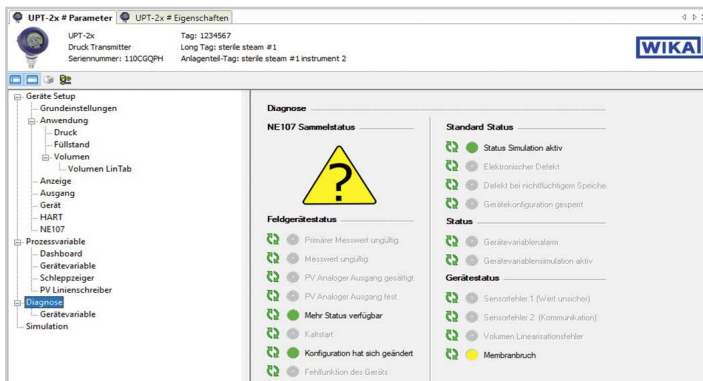 UPT-2x # Parameter
UPT-2x # Eigenschaften
UPT-2x
Druck Transmitter
Seriennummer: 110CGQPH
Tag: 1234567
Long Tag: sterile steam #1
Anlagenteil-Tag: sterile steam #1 instrument 2
WIKAI
Geräte Setup
Grundeinstellungen
Anwendung
Druck
Füllstand
Volumen
Volumen LinTab
Anzeige
Ausgang
Gerät
HART
NE107
Prozessvariable
Dashboard
Gerätevariable
Schleppzeiger
PV Linienschreiber
Diagnose
Gerätevariable
Simulation
Diagnose
NE107 Sammelstatus
?
Feldgerätestatus
Primärer Messwert ungültig
Messwert ungültig
PV Analoger Ausgang gesättigt
PV Analoger Ausgang fest
Mehr Status verfügbar
Kaltstart
Konfiguration hat sich geändert
Fehlfunktion des Geräts
Standard Status
Status Simulation aktiv
Elektronischer Defekt
Defekt bei nichtflüchtigem Speiche
Gerätekonfiguration gesperrt
Status
Gerätevariablenalarm
Gerätevariablensimulation aktiv
Gerätestatus
Sensorfehler 1 (Wert unsicher)
Sensorfehler 2 (Kommunikation)
Volumen Linearisationsfehler
Membranbruch